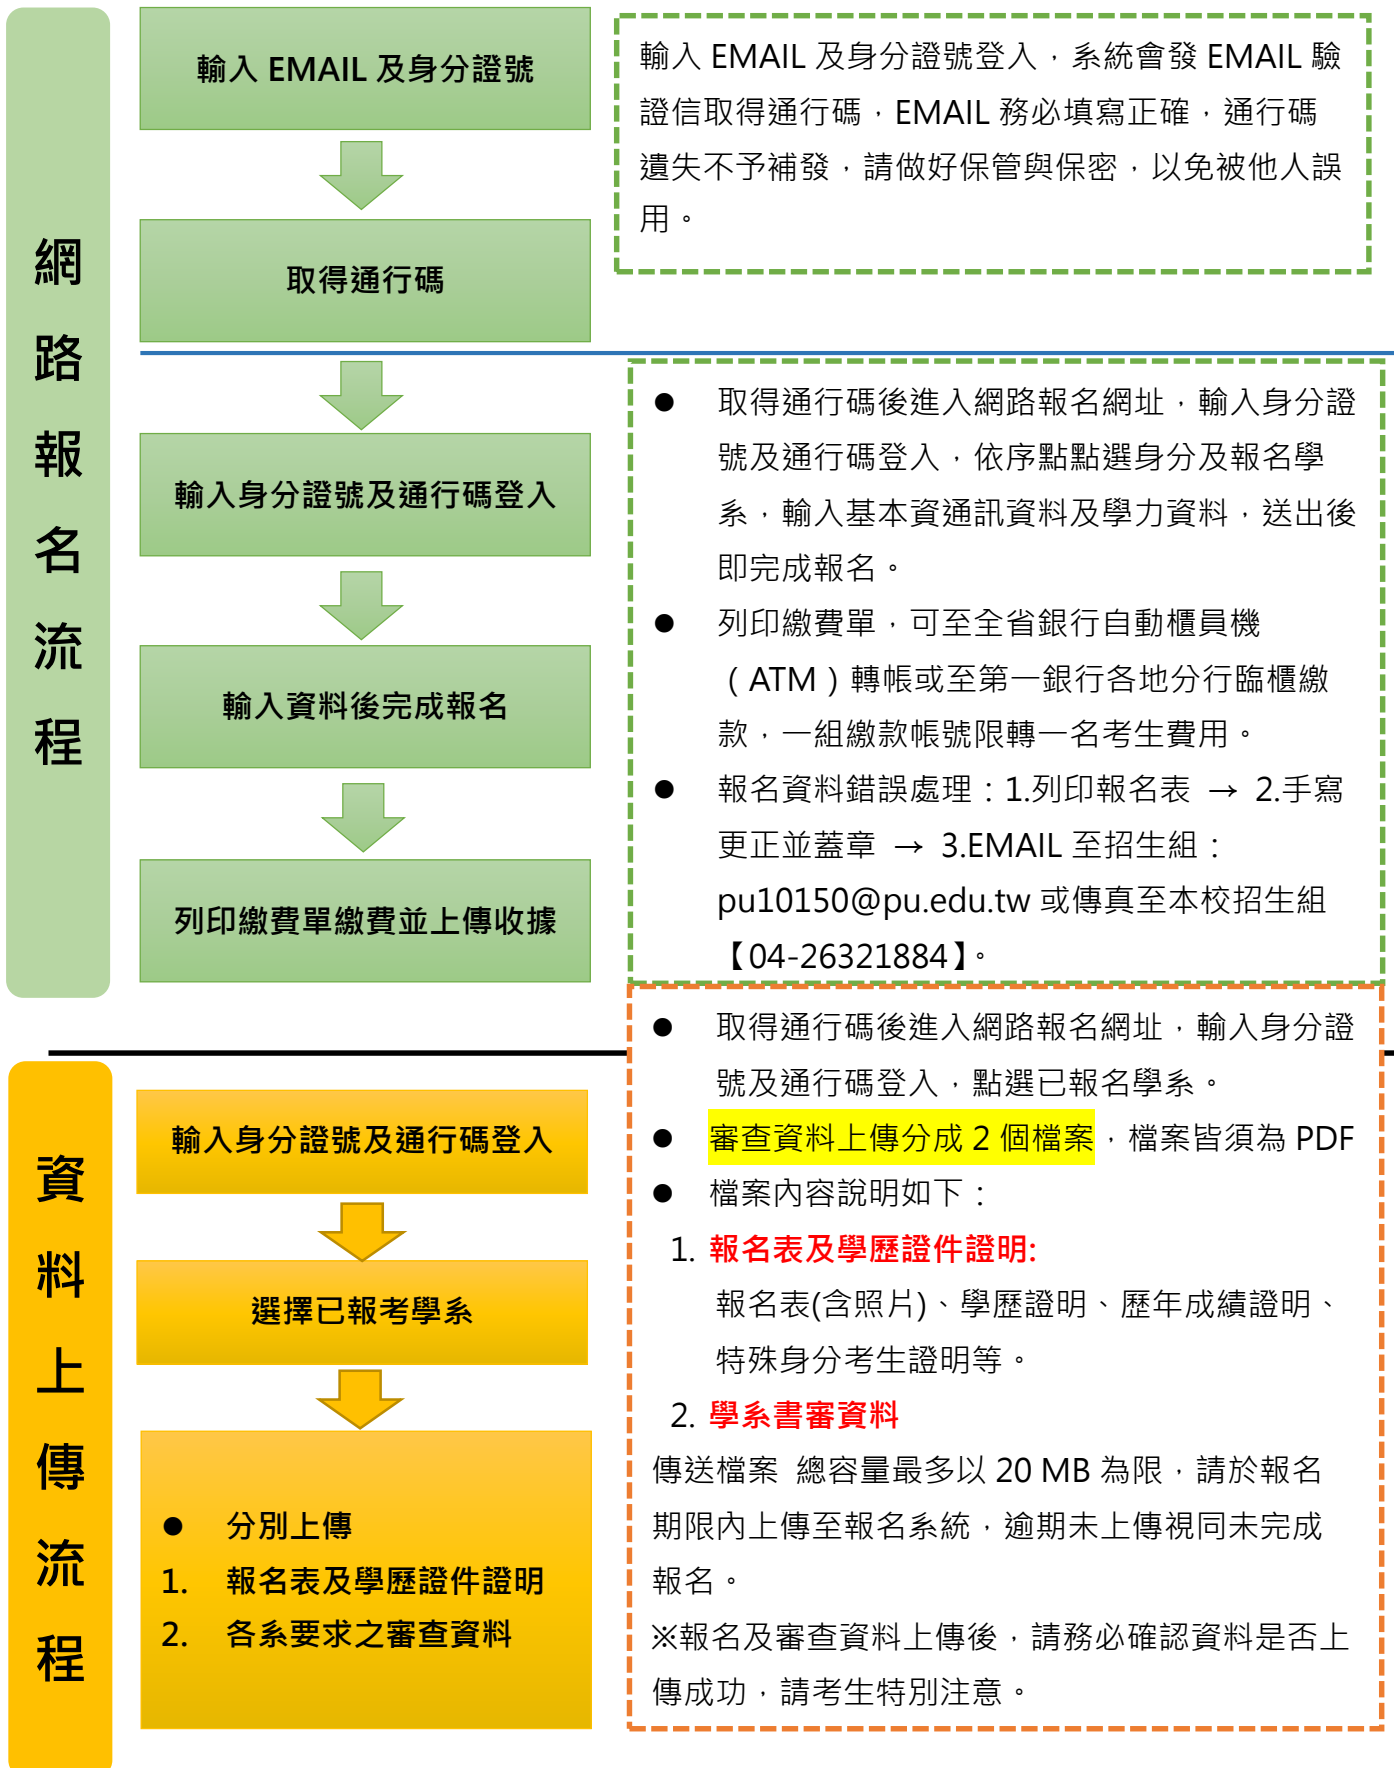 網路報名流程
輸入 EMAIL 及身分證號
取得通行碼
輸入身分證號及通行碼登入
輸入資料後完成報名
列印繳費單繳費並上傳收據
輸入 EMAIL 及身分證號登入，系統會發 EMAIL 驗
證信取得通行碼，EMAIL 務必填寫正確，通行碼
遺失不予補發，請做好保管與保密，以免被他人誤
用。
● 取得通行碼後進入網路報名網址，輸入身分證
號及通行碼登入，依序點點選身分及報名學
系，輸入基本資通訊資料及學力資料，送出後
即完成報名。
● 列印繳費單，可至全省銀行自動櫃員機
（ATM）轉帳或至第一銀行各地分行臨櫃繳
款，一組繳款帳號限轉一名考生費用。
● 報名資料錯誤處理：1.列印報名表 → 2.手寫
更正並蓋章 → 3.EMAIL 至招生組：
pu10150@pu.edu.tw 或傳真至本校招生組
【04-26321884】。
資料上傳流程
輸入身分證號及通行碼登入
選擇已報考學系
● 分別上傳
1. 報名表及學歷證件證明
2. 各系要求之審查資料
● 取得通行碼後進入網路報名網址，輸入身分證
號及通行碼登入，點選已報名學系。
● 審查資料上傳分成 2 個檔案，檔案皆須為 PDF
● 檔案內容說明如下：
1. 報名表及學歷證件證明:
報名表(含照片)、學歷證明、歷年成績證明、
特殊身分考生證明等。
2. 學系書審資料
傳送檔案 總容量最多以 20 MB 為限，請於報名
期限內上傳至報名系統，逾期未上傳視同未完成
報名。
※報名及審查資料上傳後，請務必確認資料是否上
傳成功，請考生特別注意。